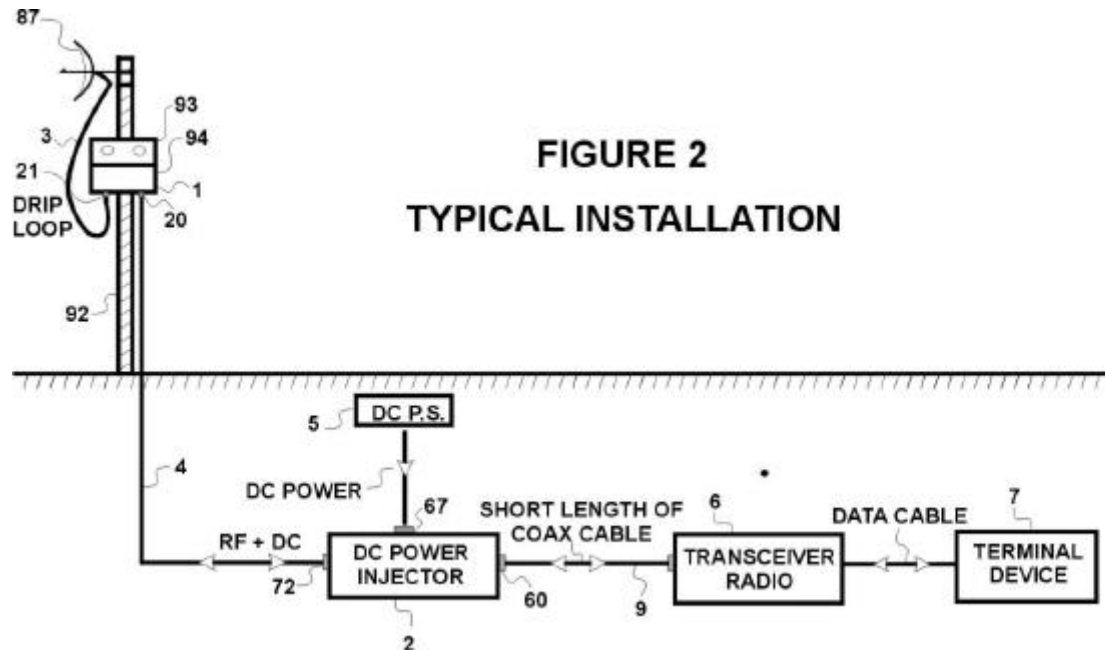 87
93
94
3
1
21
20
DRIP
LOOP
92
FIGURE 2
TYPICAL INSTALLATION
DC P.S.
5
4
DC POWER
67
SHORT LENGTH OF
COAX CABLE
6
DATA CABLE
7
RF + DC
DC POWER
INJECTOR
TRANSCEIVER
RADIO
TERMINAL
DEVICE
72
60
9
2